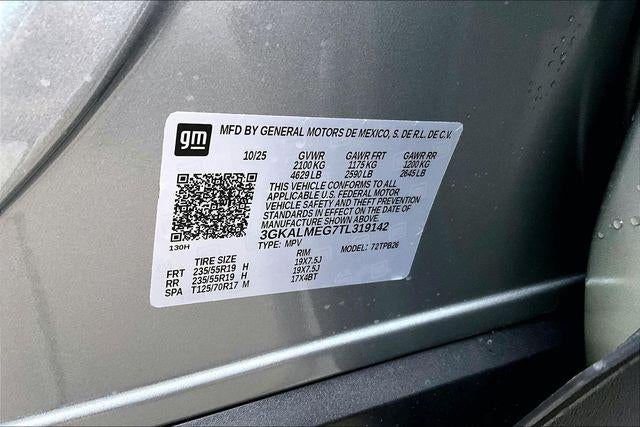 gm
MFD BY GENERAL MOTORS DE MEXICO, S. DE R.L. DE C.V.
10/25 GVWR GAWR FRT GAWR RR
2100 KG 1175 KG 1200 KG
4629 LB 2590 LB 2645 LB
THIS VEHICLE CONFORMS TO ALL
APPLICABLE U.S. FEDERAL MOTOR
VEHICLE SAFETY AND THEFT PREVENTION
STANDARDS IN EFFECT ON THE DATE OF
MANUFACTURE SHOWN ABOVE.
3GKALMEG7TL319142
130H TYPE: MPV MODEL: 72TPB26
TIRE SIZE RIM
FRT 235/55R19 H 19X7.5J
RR 235/55R19 H 19X7.5J
SPA T125/70R17 M 17X4BT